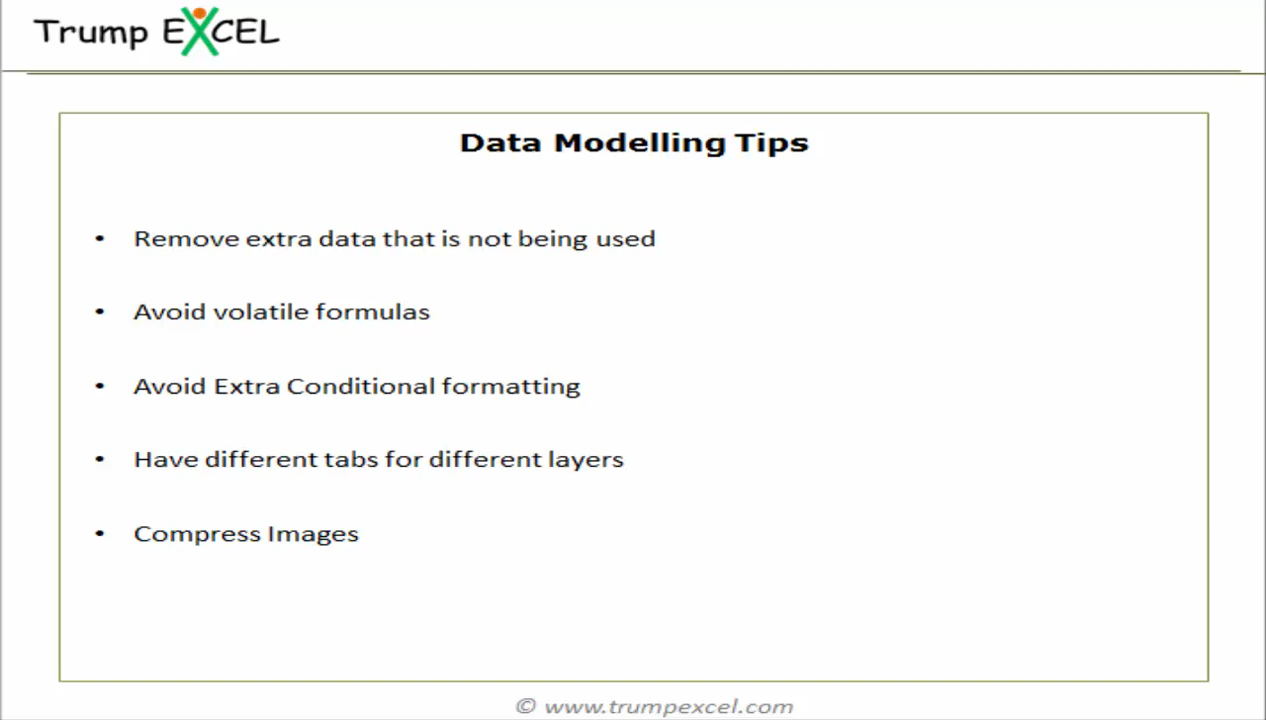 Trump EXCEL
Data Modelling Tips
• Remove extra data that is not being used
• Avoid volatile formulas
• Avoid Extra Conditional formatting
• Have different tabs for different layers
• Compress Images
© www.trumpexcel.com